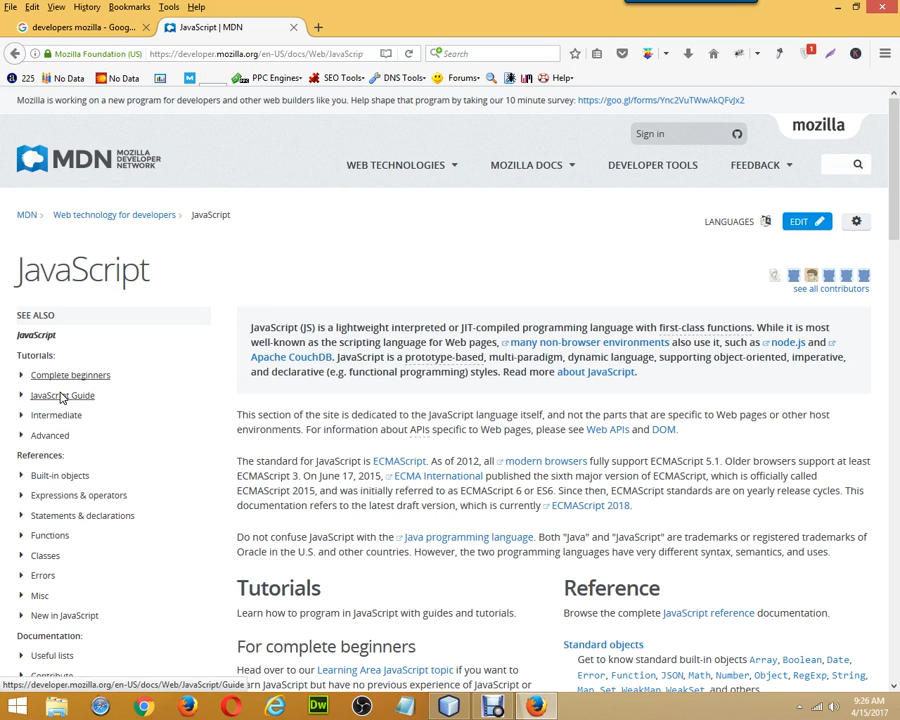 File Edit View History Bookmarks Tools Help
developers mozilla - Goog... JavaScript | MDN
Mozilla Foundation (US) https://developer.mozilla.org/en-US/docs/Web/JavaScrip Search
225 No Data No Data PPC Engines SEO Tools DNS Tools Forums Help
Mozilla is working on a new program for developers and other web builders like you. Help shape that program by taking our 10 minute survey: https://goo.gl/forms/Ync2VuTWwAkQFvJx2
Sign in mozilla
MDN MOZILLA DEVELOPER NETWORK
WEB TECHNOLOGIES MOZILLA DOCS DEVELOPER TOOLS FEEDBACK
MDN Web technology for developers JavaScript
LANGUAGES EDIT
JavaScript
see all contributors
SEE ALSO
JavaScript
Tutorials:
Complete beginners
JavaScript Guide
Intermediate
Advanced
References:
Built-in objects
Expressions & operators
Statements & declarations
Functions
Classes
Errors
Misc
New in JavaScript
Documentation:
Useful lists
Contribute
JavaScript (JS) is a lightweight interpreted or JIT-compiled programming language with first-class functions. While it is most
well-known as the scripting language for Web pages, many non-browser environments also use it, such as node.js and
Apache CouchDB. JavaScript is a prototype-based, multi-paradigm, dynamic language, supporting object-oriented, imperative,
and declarative (e.g. functional programming) styles. Read more about JavaScript.
This section of the site is dedicated to the JavaScript language itself, and not the parts that are specific to Web pages or other host
environments. For information about APIs specific to Web pages, please see Web APIs and DOM.
The standard for JavaScript is ECMAScript. As of 2012, all modern browsers fully support ECMAScript 5.1. Older browsers support at least
ECMAScript 3. On June 17, 2015, ECMA International published the sixth major version of ECMAScript, which is officially called
ECMAScript 2015, and was initially referred to as ECMAScript 6 or ES6. Since then, ECMAScript standards are on yearly release cycles. This
documentation refers to the latest draft version, which is currently ECMAScript 2018.
Do not confuse JavaScript with the Java programming language. Both "Java" and "JavaScript" are trademarks or registered trademarks of
Oracle in the U.S. and other countries. However, the two programming languages have very different syntax, semantics, and uses.
Tutorials
Learn how to program in JavaScript with guides and tutorials.
For complete beginners
Head over to our Learning Area JavaScript topic if you want to
learn JavaScript but have no previous experience of JavaScript or
Reference
Browse the complete JavaScript reference documentation.
Standard objects
Get to know standard built-in objects Array, Boolean, Date,
Error, Function, JSON, Math, Number, Object, RegExp, String,
Map, Set, WeakMap, WeakSet, and others
https://developer.mozilla.org/en-US/docs/Web/JavaScript/Guide
9:26 AM
4/15/2017